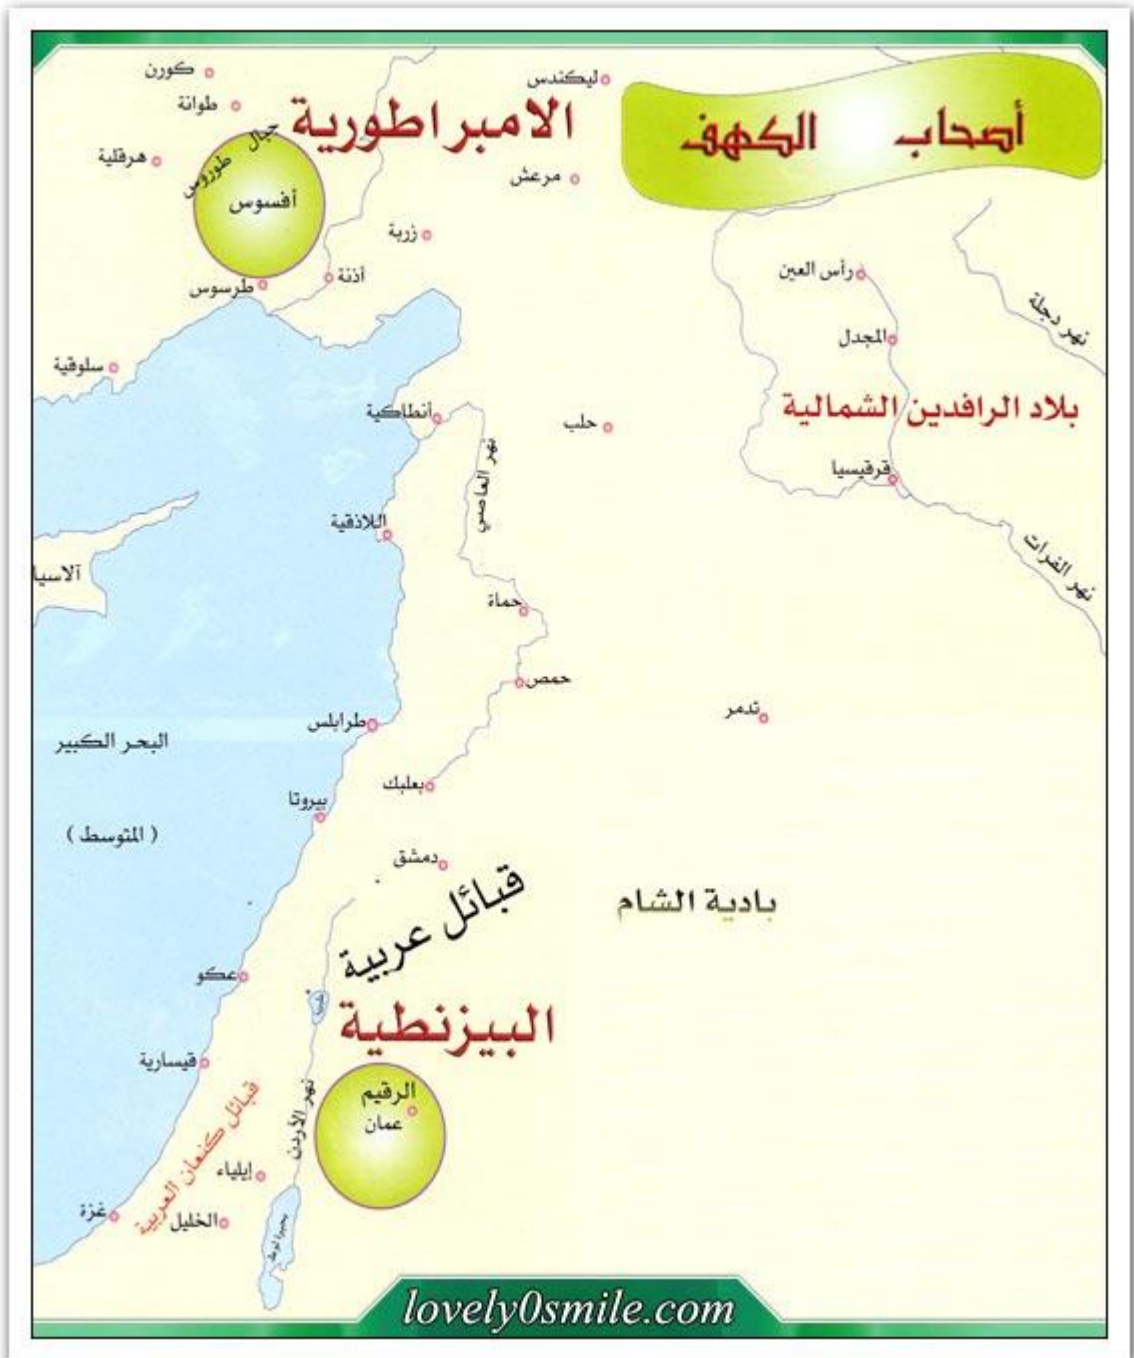 أصحاب الكهف
كورن
ليكندس
طوانة
الامبراطورية
جبال طوروس
هرقلية
مرعش
أفسوس
زربة
رأس العين
أذنة
طرسوس
نهر دجلة
المجدل
سلوقية
بلاد الرافدين الشمالية
أنطاكية
حلب
نهر العاصي
قرقيسيا
اللاذقية
نهر الفرات
آلاسيا
حماة
حمص
تدمر
طرابلس
البحر الكبير
بعلبك
بيروتا
(المتوسط)
دمشق
قبائل عربية
بادية الشام
عكو
البيزنطية
قيسارية
الرقيم
عمان
نهر الأردن
قبائل كنعان العربية
إيلياء
غزة
الخليل
بحيرة لوط
lovely0smile.com